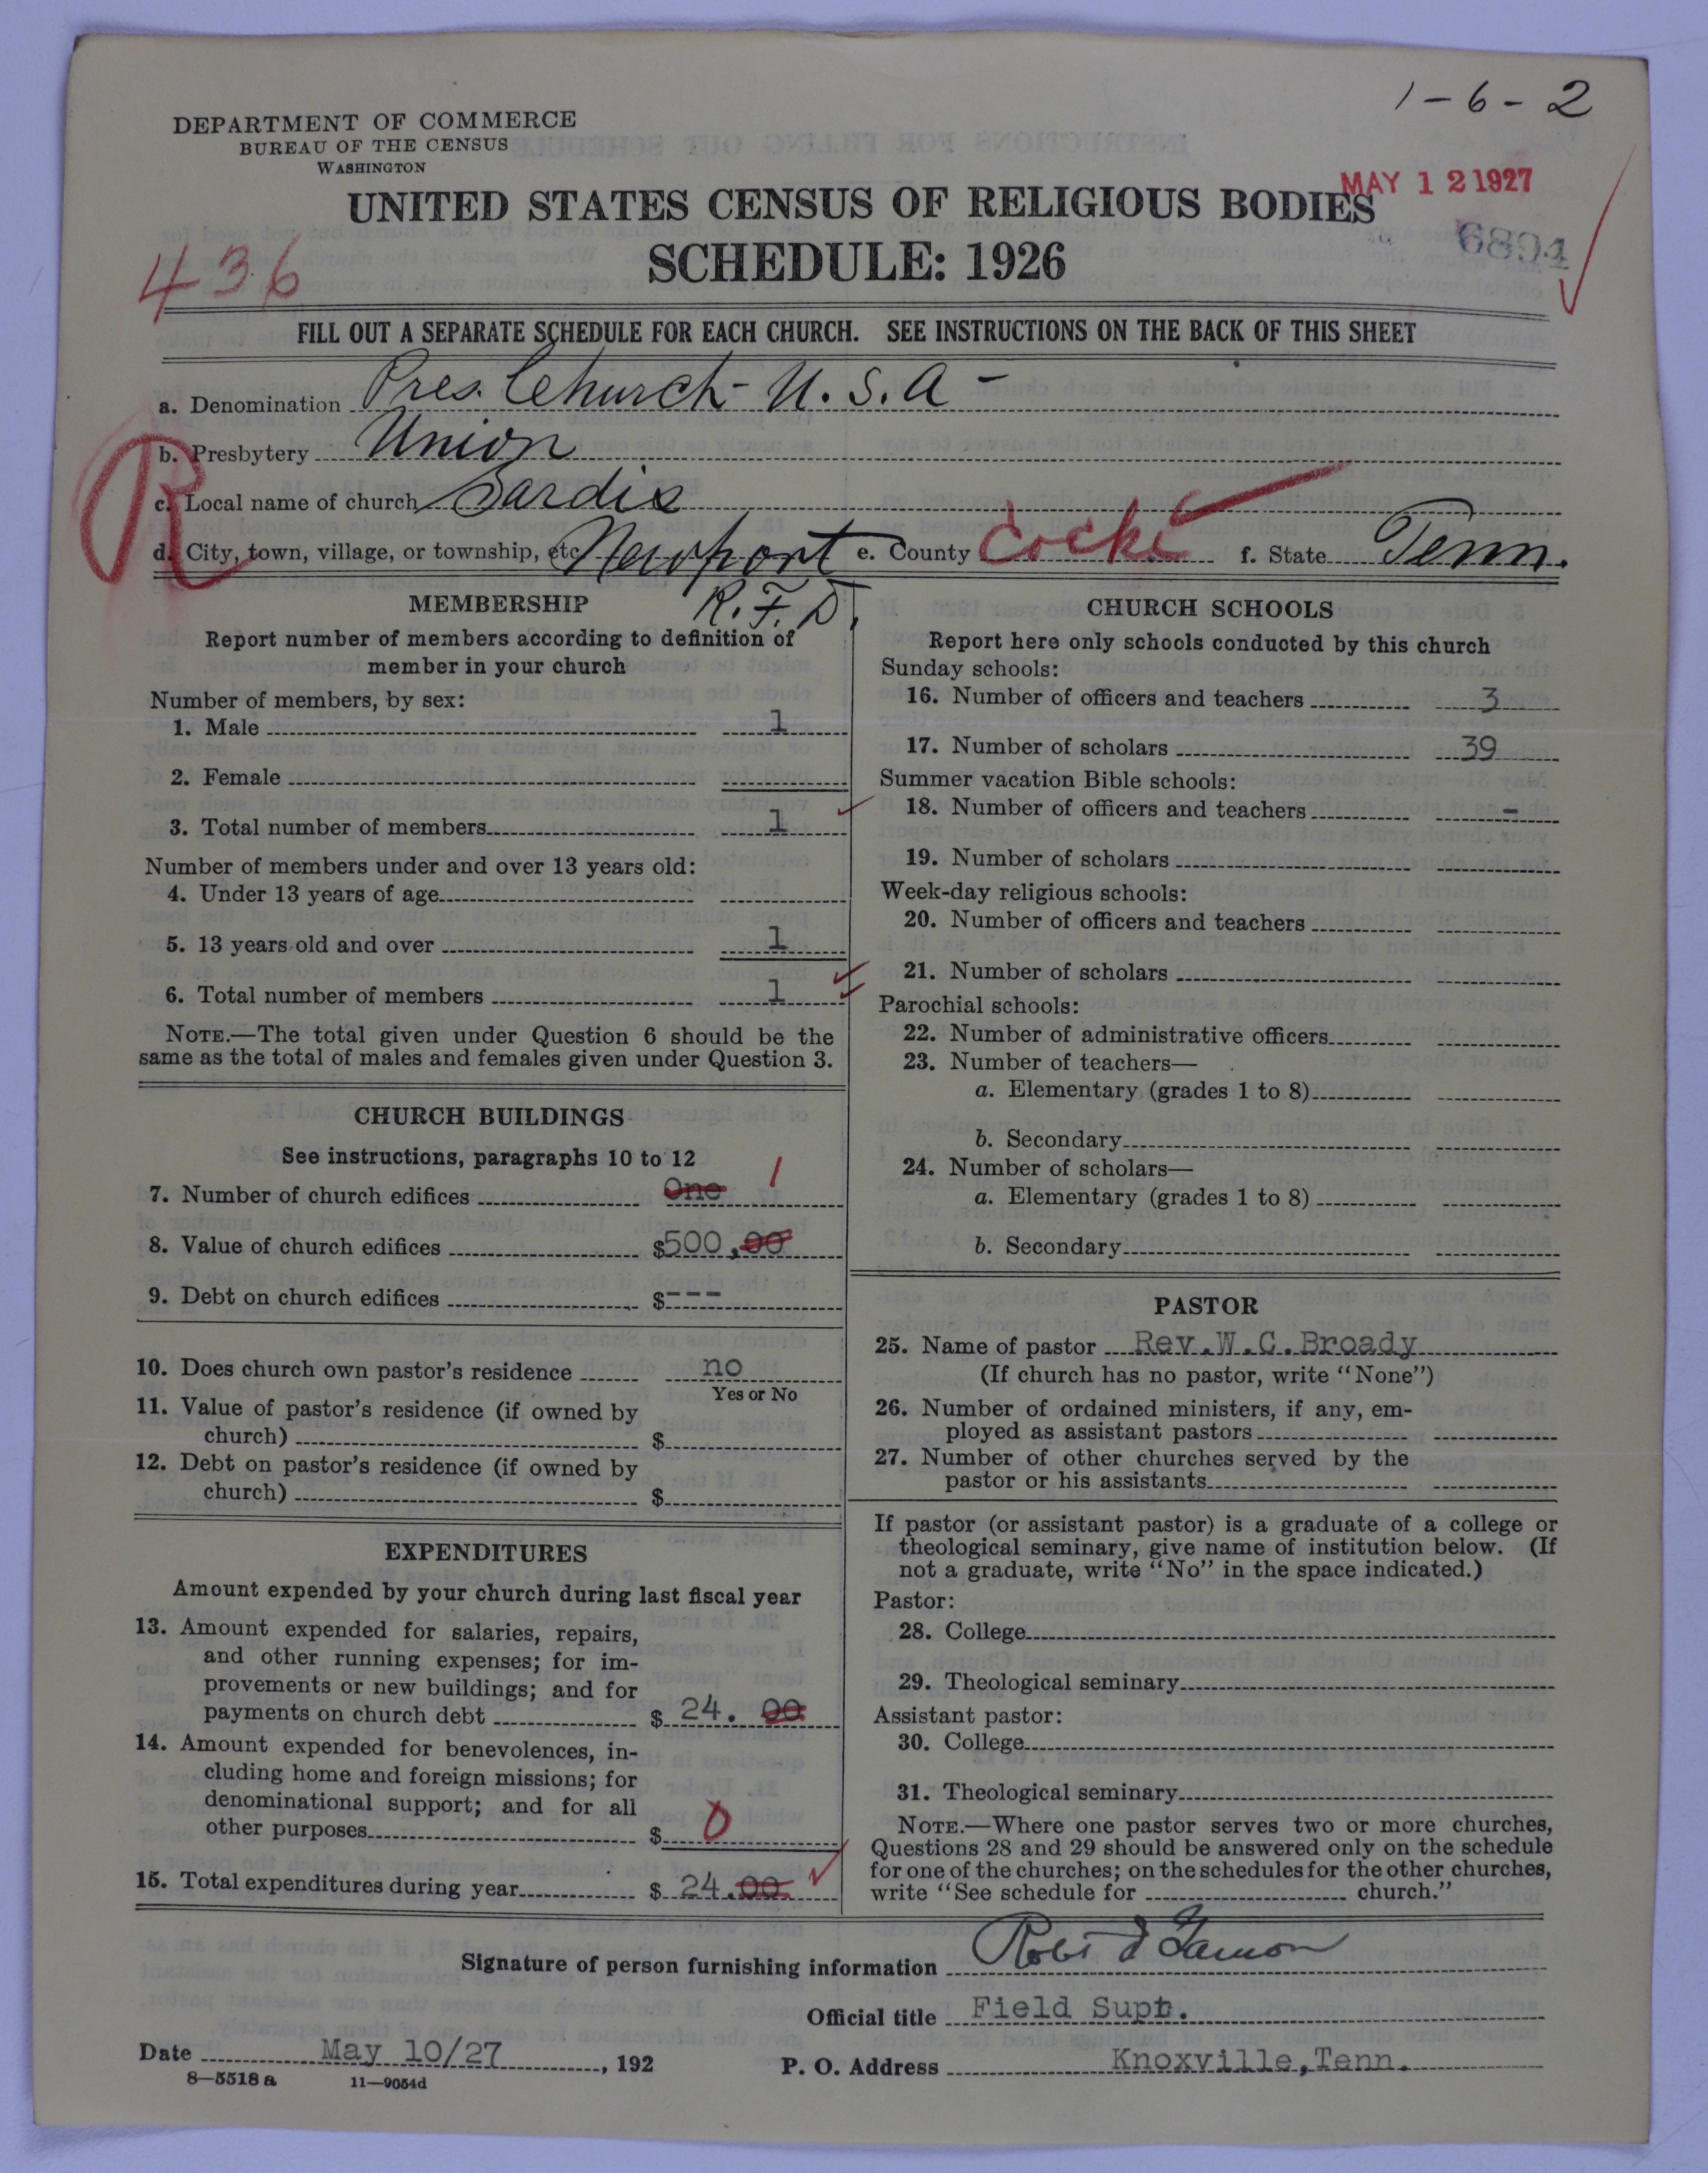 1-6-2
DEPARTMENT OF COMMERCE
BUREAU OF THE CENSUS
WASHINGTON
MAY 12 1927
UNITED STATES CENSUS OF RELIGIOUS BODIES
6894
436
SCHEDULE: 1926
FILL OUT A SEPARATE SCHEDULE FOR EACH CHURCH. SEE INSTRUCTIONS ON THE BACK OF THIS SHEET
a. Denomination Pres. Church - U.S.A -
b. Presbytery Union
R
c. Local name of church Sardis
d. City, town, village, or township, etc. Newport e. County Cocke f. State Tenn.
R.F.D.
MEMBERSHIP
Report number of members according to definition of
member in your church
Number of members, by sex:
1. Male 1
2. Female
3. Total number of members 1
Number of members under and over 13 years old:
4. Under 13 years of age
5. 13 years old and over 1
6. Total number of members 1
NOTE.—The total given under Question 6 should be the
same as the total of males and females given under Question 3.
CHURCH BUILDINGS
See instructions, paragraphs 10 to 12
7. Number of church edifices One 1
8. Value of church edifices $500.00
9. Debt on church edifices $---
10. Does church own pastor's residence no
Yes or No
11. Value of pastor's residence (if owned by
church) $
12. Debt on pastor's residence (if owned by
church) $
EXPENDITURES
Amount expended by your church during last fiscal year
13. Amount expended for salaries, repairs,
and other running expenses; for im-
provements or new buildings; and for
payments on church debt $ 24. 00
14. Amount expended for benevolences, in-
cluding home and foreign missions; for
denominational support; and for all
other purposes $ 0
15. Total expenditures during year $ 24.00
CHURCH SCHOOLS
Report here only schools conducted by this church
Sunday schools:
16. Number of officers and teachers 3
17. Number of scholars 39
Summer vacation Bible schools:
18. Number of officers and teachers -
19. Number of scholars
Week-day religious schools:
20. Number of officers and teachers
21. Number of scholars
Parochial schools:
22. Number of administrative officers
23. Number of teachers—
a. Elementary (grades 1 to 8)
b. Secondary
24. Number of scholars—
a. Elementary (grades 1 to 8)
b. Secondary
PASTOR
25. Name of pastor Rev.W.C.Broady
(If church has no pastor, write "None")
26. Number of ordained ministers, if any, em-
ployed as assistant pastors
27. Number of other churches served by the
pastor or his assistants
If pastor (or assistant pastor) is a graduate of a college or
theological seminary, give name of institution below. (If
not a graduate, write "No" in the space indicated.)
Pastor:
28. College
29. Theological seminary
Assistant pastor:
30. College
31. Theological seminary
NOTE.—Where one pastor serves two or more churches,
Questions 28 and 29 should be answered only on the schedule
for one of the churches; on the schedules for the other churches,
write "See schedule for church."
Signature of person furnishing information
Official title Field Supt.
Date May 10/27, 192
P. O. Address Knoxville,Tenn.
8—5518 a 11—9054d